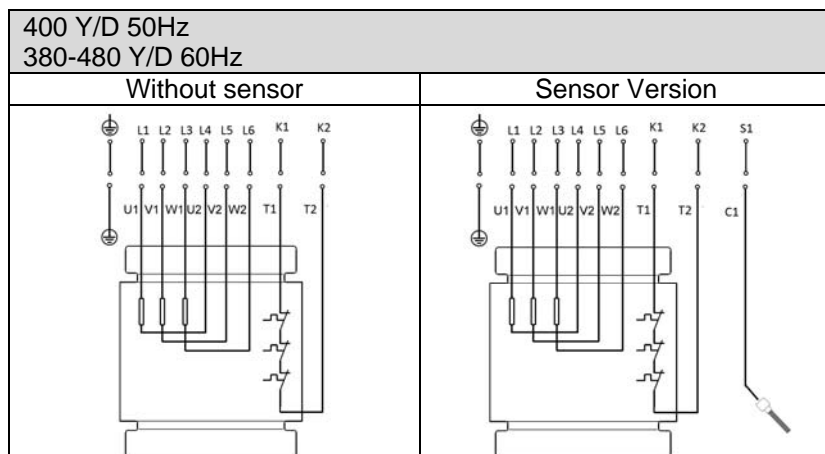 400 Y/D 50Hz
380-480 Y/D 60Hz
Without sensor
Sensor Version
L1 L2 L3 L4 L5 L6 K1 K2
U1 V1 W1 U2 V2 W2 T1 T2
L1 L2 L3 L4 L5 L6 K1 K2 S1
U1 V1 W1 U2 V2 W2 T1 T2 C1